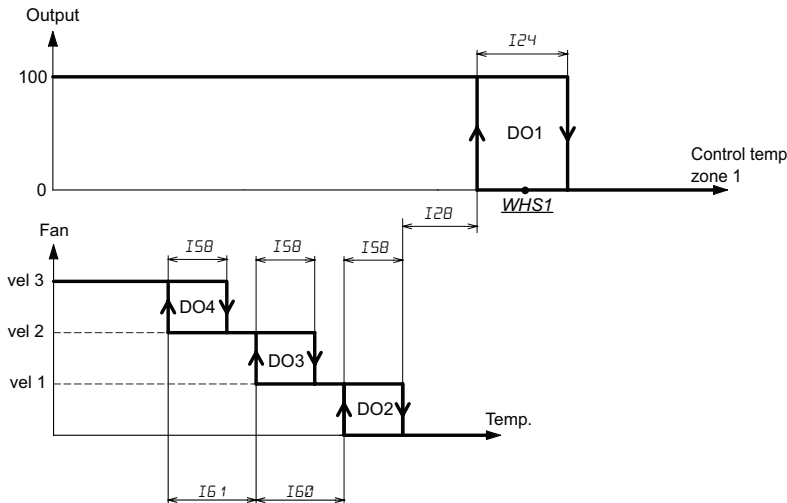 Output
I24
100
DO1
Control temp
zone 1
0
WHS1
I28
Fan
I58
I58
I58
vel 3
DO4
vel 2
DO3
vel 1
DO2
Temp.
I61
I60